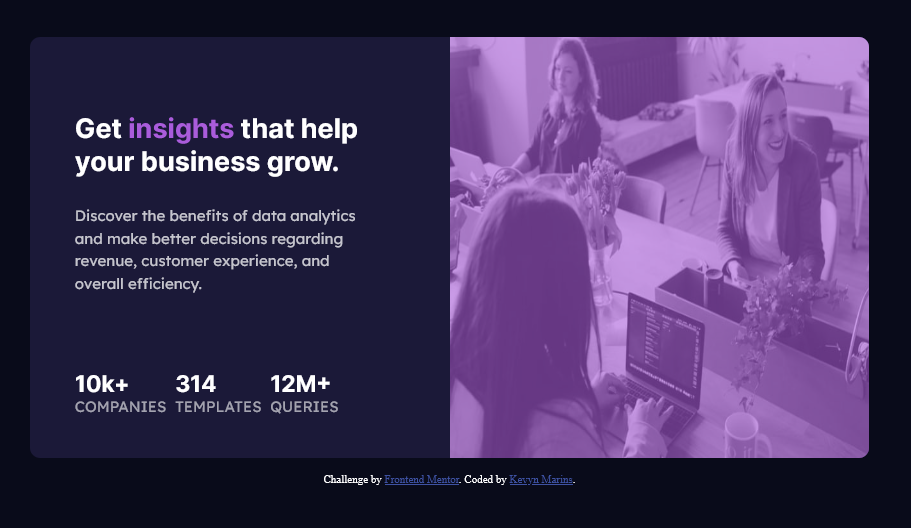 Get insights that help
your business grow.
Discover the benefits of data analytics
and make better decisions regarding
revenue, customer experience, and
overall efficiency.
10k+ 314 12M+
COMPANIES TEMPLATES QUERIES
Challenge by Frontend Mentor. Coded by Kevyn Marins.